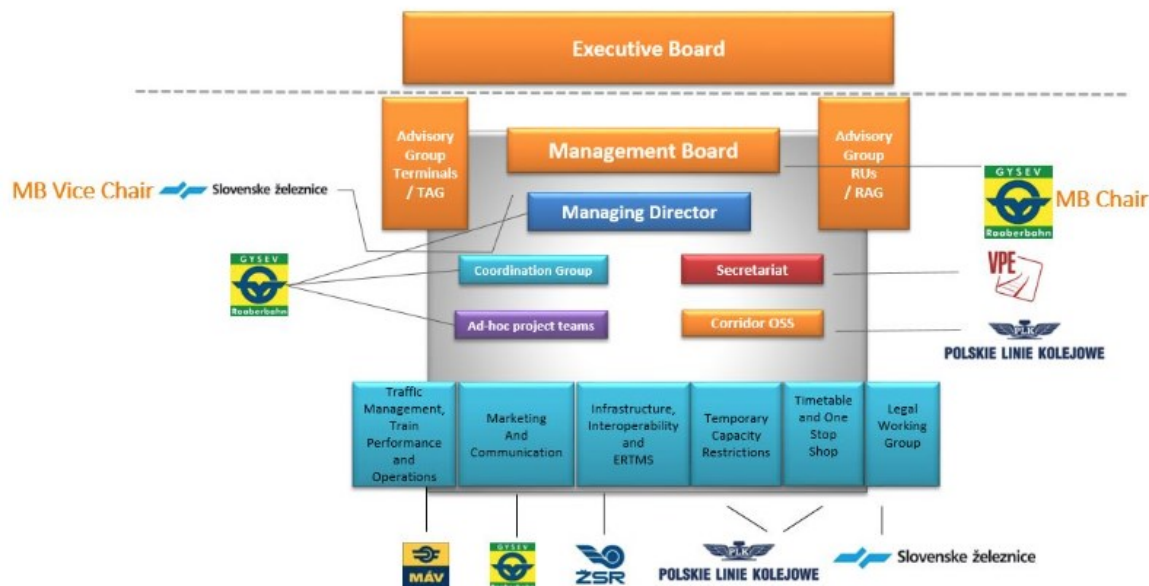 Executive Board
Advisory
Group
Terminals
/ TAG
Management Board
Advisory
Group
RUs
/ RAG
MB Vice Chair
Slovenske železnice
Managing Director
GYSEV
Raaberbahn
MB Chair
GYSEV
Raaberbahn
Coordination Group
Secretariat
VPE
Ad-hoc project teams
Corridor OSS
PLK
POLSKIE LINIE KOLEJOWE
Traffic
Management,
Train
Performance
and
Operations
Marketing
And
Communication
Infrastructure,
Interoperability
and
ERTMS
Temporary
Capacity
Restrictions
Timetable
and One
Stop
Shop
Legal
Working
Group
MÁV
GYSEV
Raaberbahn
ŽSR
PLK
POLSKIE LINIE KOLEJOWE
Slovenske železnice